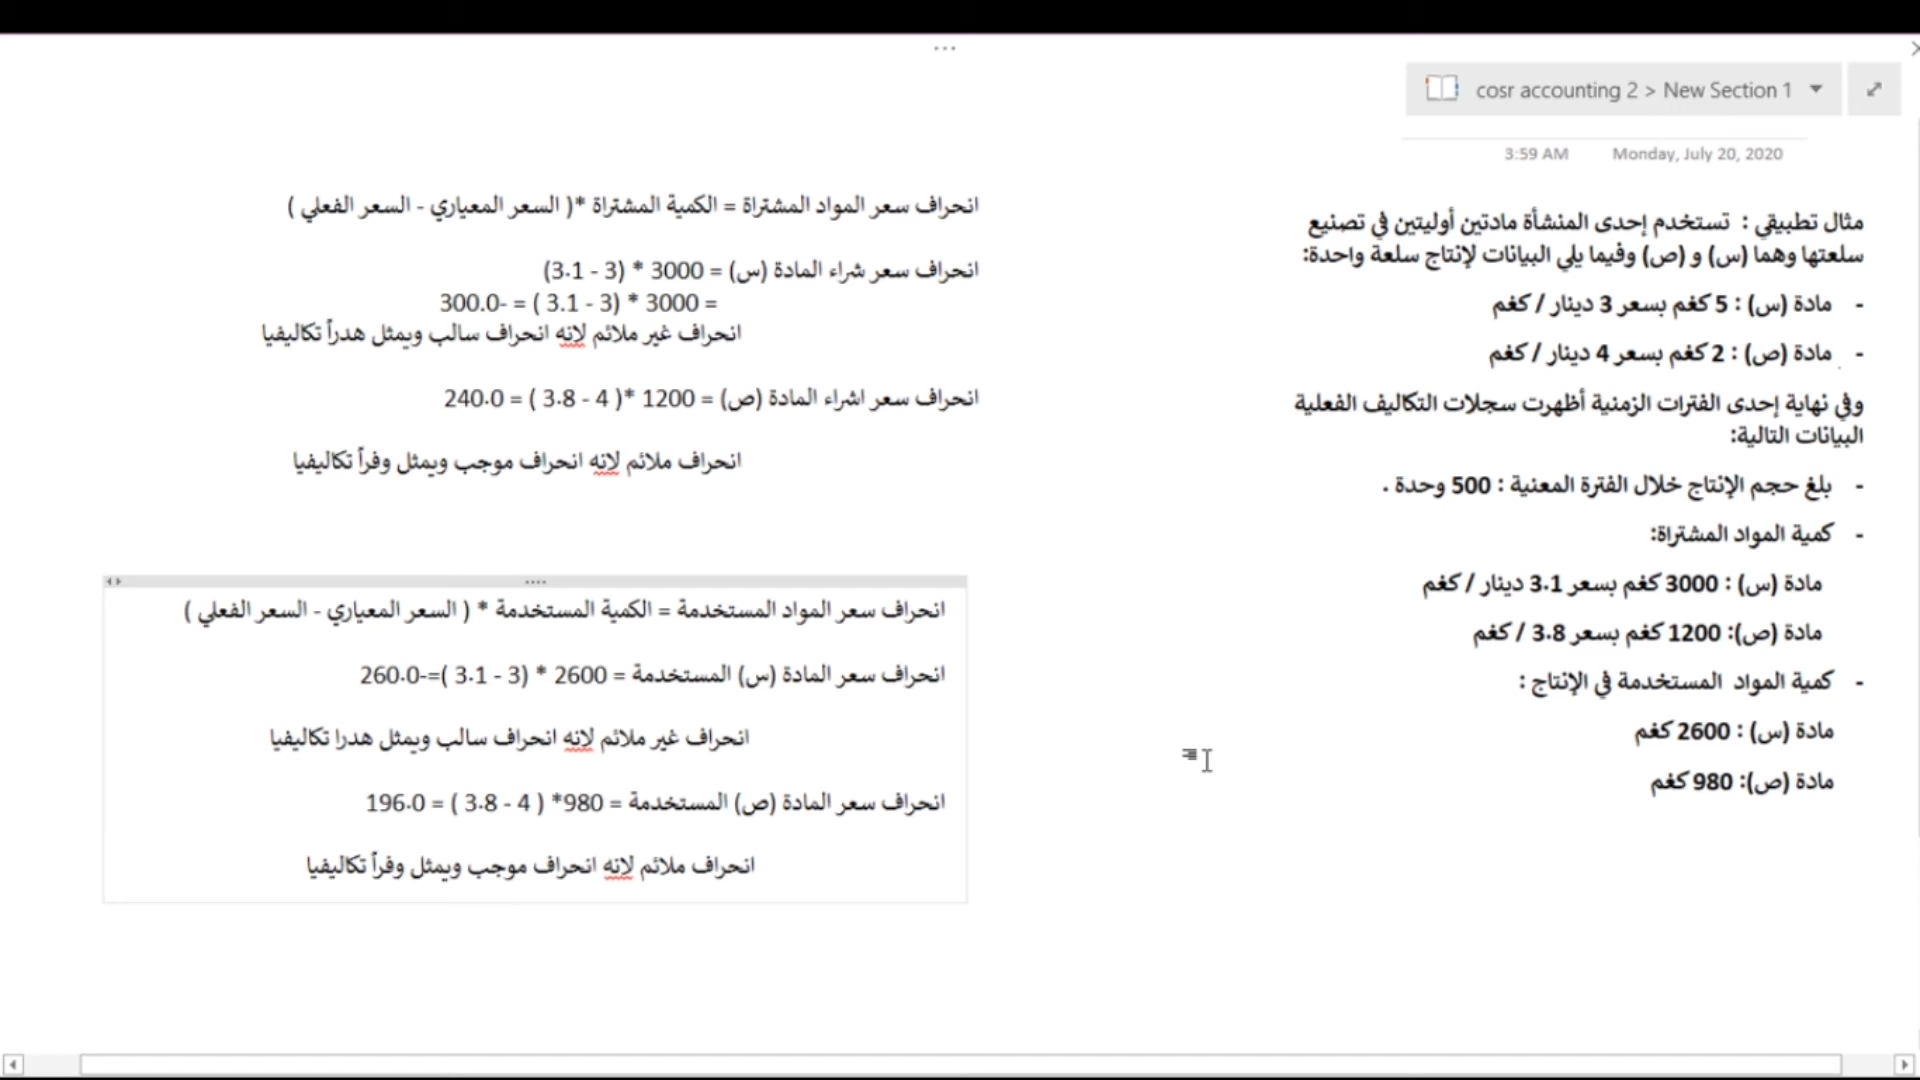 cosr accounting 2 > New Section 1
3:59 AM Monday, July 20, 2020
مثال تطبيقي : تستخدم إحدى المنشأة مادتين أوليتين في تصنيع
سلعتها وهما (س) و (ص) وفيما يلي البيانات لإنتاج سلعة واحدة:
- مادة (س) : 5 كغم بسعر 3 دينار / كغم
- مادة (ص) : 2 كغم بسعر 4 دينار / كغم
وفي نهاية إحدى الفترات الزمنية أظهرت سجلات التكاليف الفعلية
البيانات التالية:
- بلغ حجم الإنتاج خلال الفترة المعنية : 500 وحدة .
- كمية المواد المشتراة:
مادة (س) : 3000 كغم بسعر 3.1 دينار / كغم
مادة (ص): 1200 كغم بسعر 3.8 / كغم
- كمية المواد المستخدمة في الإنتاج :
مادة (س) : 2600 كغم
مادة (ص): 980 كغم
انحراف سعر المواد المشتراة = الكمية المشتراة *( السعر المعياري - السعر الفعلي )
انحراف سعر شراء المادة (س) = 3000 * (3 - 3.1)
= 3000 * (3 - 3.1 ) = -300.0
انحراف غير ملائم لانه انحراف سالب ويمثل هدراً تكاليفيا
انحراف سعر اشراء المادة (ص) = 1200 *( 4 - 3.8 ) = 240.0
انحراف ملائم لانه انحراف موجب ويمثل وفراً تكاليفيا
انحراف سعر المواد المستخدمة = الكمية المستخدمة * ( السعر المعياري - السعر الفعلي )
انحراف سعر المادة (س) المستخدمة = 2600 * (3 - 3.1 )=-260.0
انحراف غير ملائم لانه انحراف سالب ويمثل هدرا تكاليفيا
انحراف سعر المادة (ص) المستخدمة = 980* ( 4 - 3.8 ) = 196.0
انحراف ملائم لانه انحراف موجب ويمثل وفراً تكاليفيا